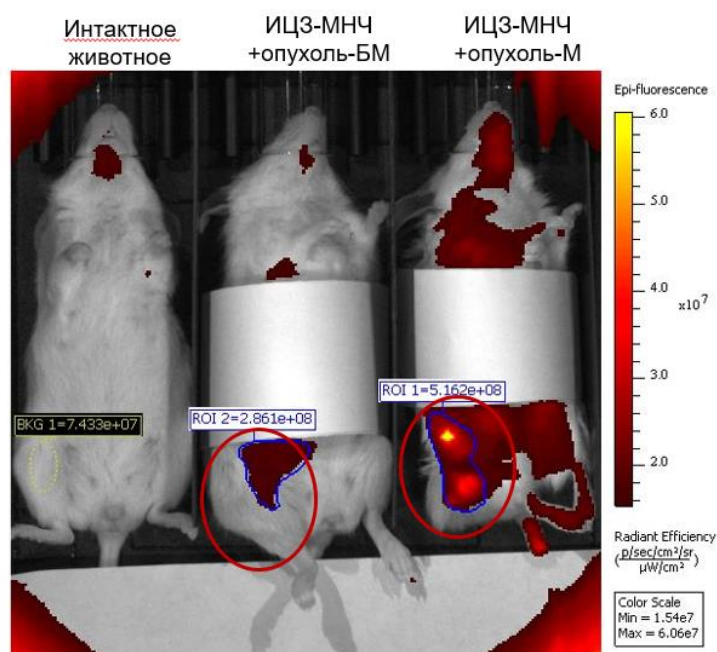 Интактное
животное
ИЦЗ-МНЧ
+опухоль-БМ
ИЦЗ-МНЧ
+опухоль-М
Epi-fluorescence
6.0
5.0
4.0
x10⁷
3.0
2.0
BKG 1=7.433e+07
ROI 2=2.861e+08
ROI 1=5.162e+08
Radiant Efficiency
(p/sec/cm²/sr
µW/cm²)
Color Scale
Min = 1.54e7
Max = 6.06e7